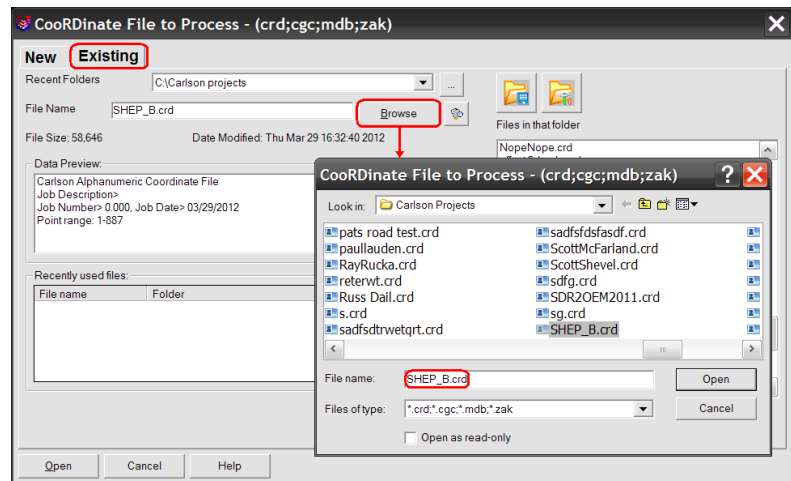 CooRDinate File to Process - (crd;cgc;mdb;zak)
New Existing
Recent Folders C:\Carlson projects ...
File Name SHEP_B.crd Browse
File Size: 58,646 Date Modified: Thu Mar 29 16:32:40 2012
Files in that folder
NopeNope.crd
Data Preview:
Carlson Alphanumeric Coordinate File
Job Description>
Job Number> 0.000, Job Date> 03/29/2012
Point range: 1-887
Recently used files:
File name Folder
CooRDinate File to Process - (crd;cgc;mdb;zak)
Look in: Carlson Projects
pats road test.crd sadfsfdsfasdf.crd
paullauden.crd ScottMcFarland.crd
RayRucka.crd ScottShevel.crd
reterwt.crd sdfg.crd
Russ Dail.crd SDR2OEM2011.crd
s.crd sg.crd
sadfsdtrwetqrt.crd SHEP_B.crd
File name: SHEP_B.crd Open
Files of type: *.crd;*.cgc;*.mdb;*.zak Cancel
Open as read-only
Open Cancel Help